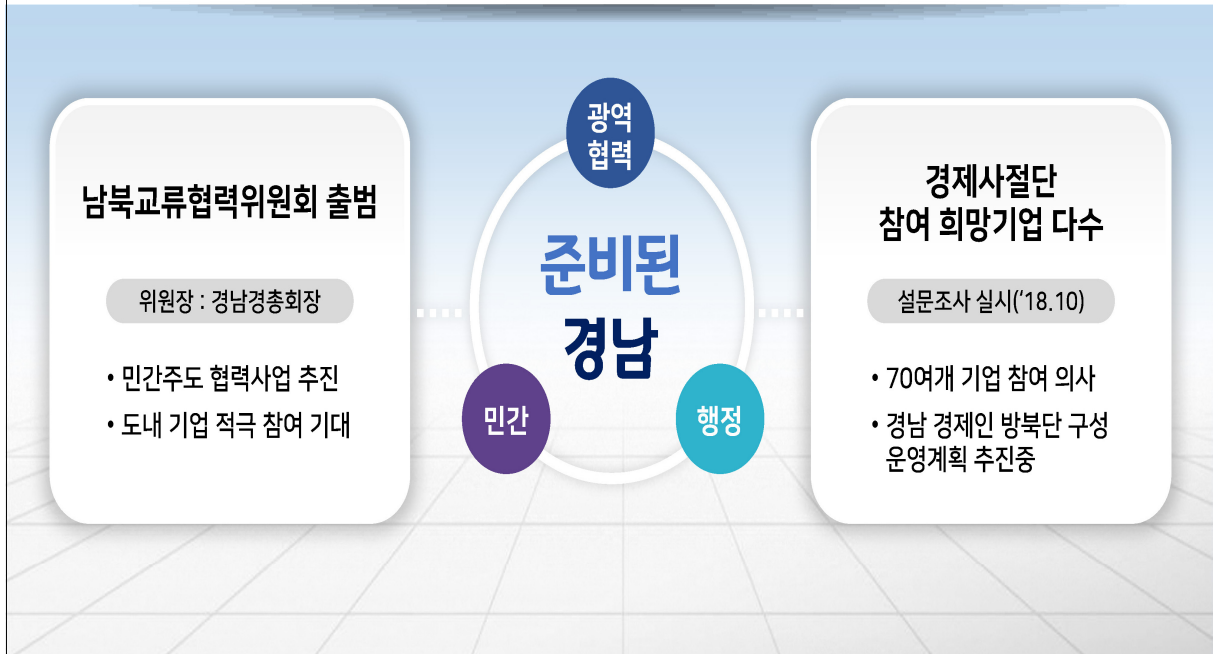 남북교류협력위원회 출범
위원장 : 경남경총회장
• 민간주도 협력사업 추진
• 도내 기업 적극 참여 기대
광역
협력
준비된
경남
민간
행정
경제사절단
참여 희망기업 다수
설문조사 실시('18.10)
• 70여개 기업 참여 의사
• 경남 경제인 방북단 구성
운영계획 추진중